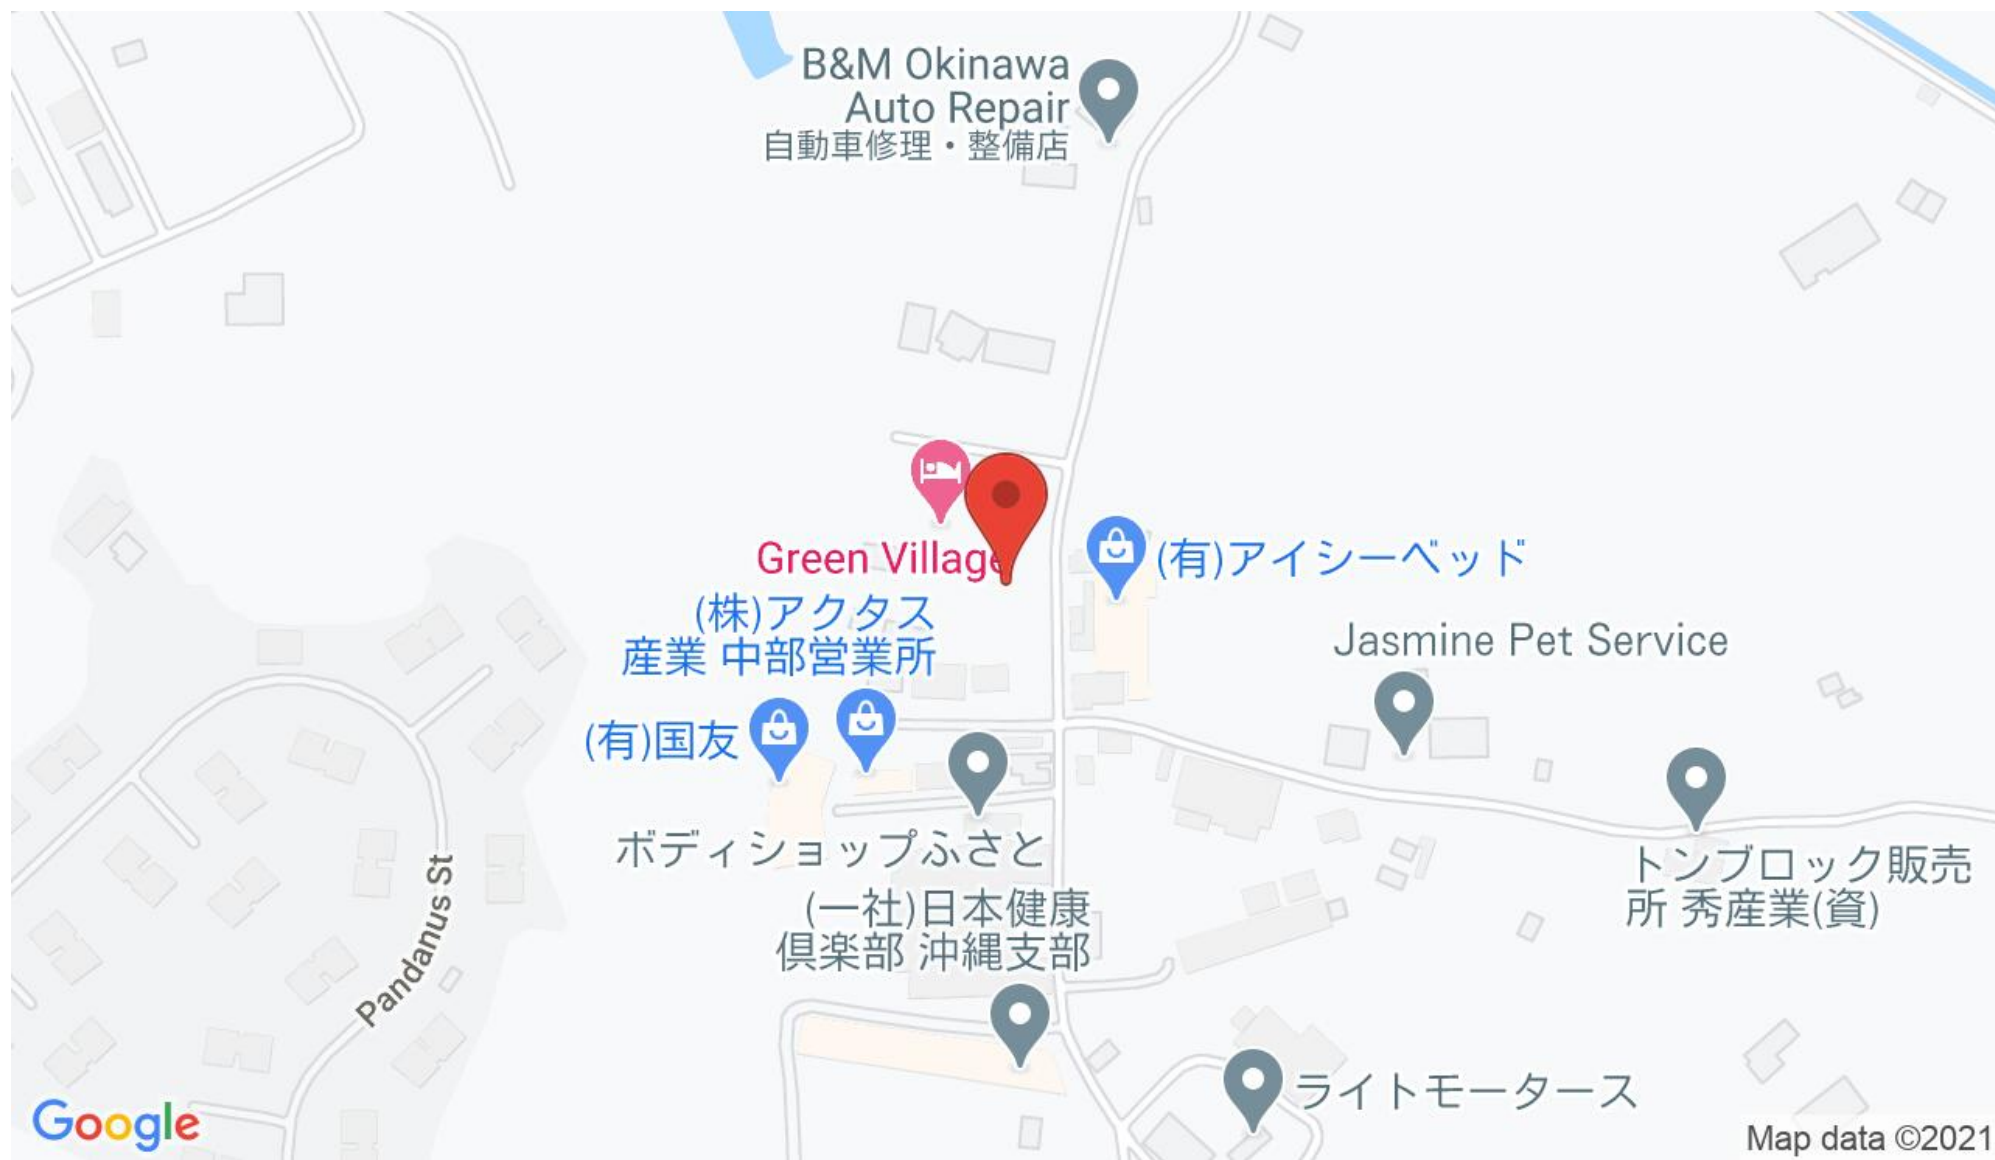 B&M Okinawa
Auto Repair
自動車修理・整備店
Green Village
(有)アイシーベッド
(株)アクタス
産業 中部営業所
Jasmine Pet Service
(有)国友
ボディショップふさと
トンブロック販売
所 秀産業(資)
(一社)日本健康
倶楽部 沖縄支部
Pandanus St
ライトモータース
Google
Map data ©2021